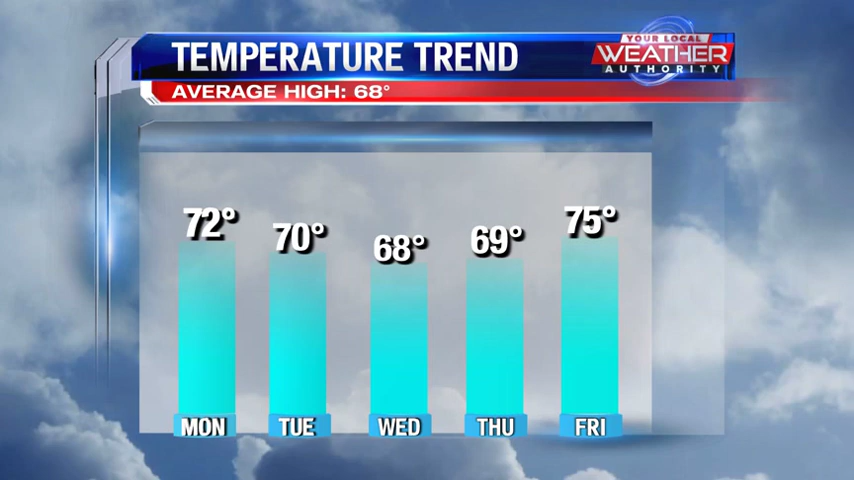 TEMPERATURE TREND
YOUR LOCAL
WEATHER
AUTHORITY
AVERAGE HIGH: 68°
72° 70° 68° 69° 75°
MON TUE WED THU FRI